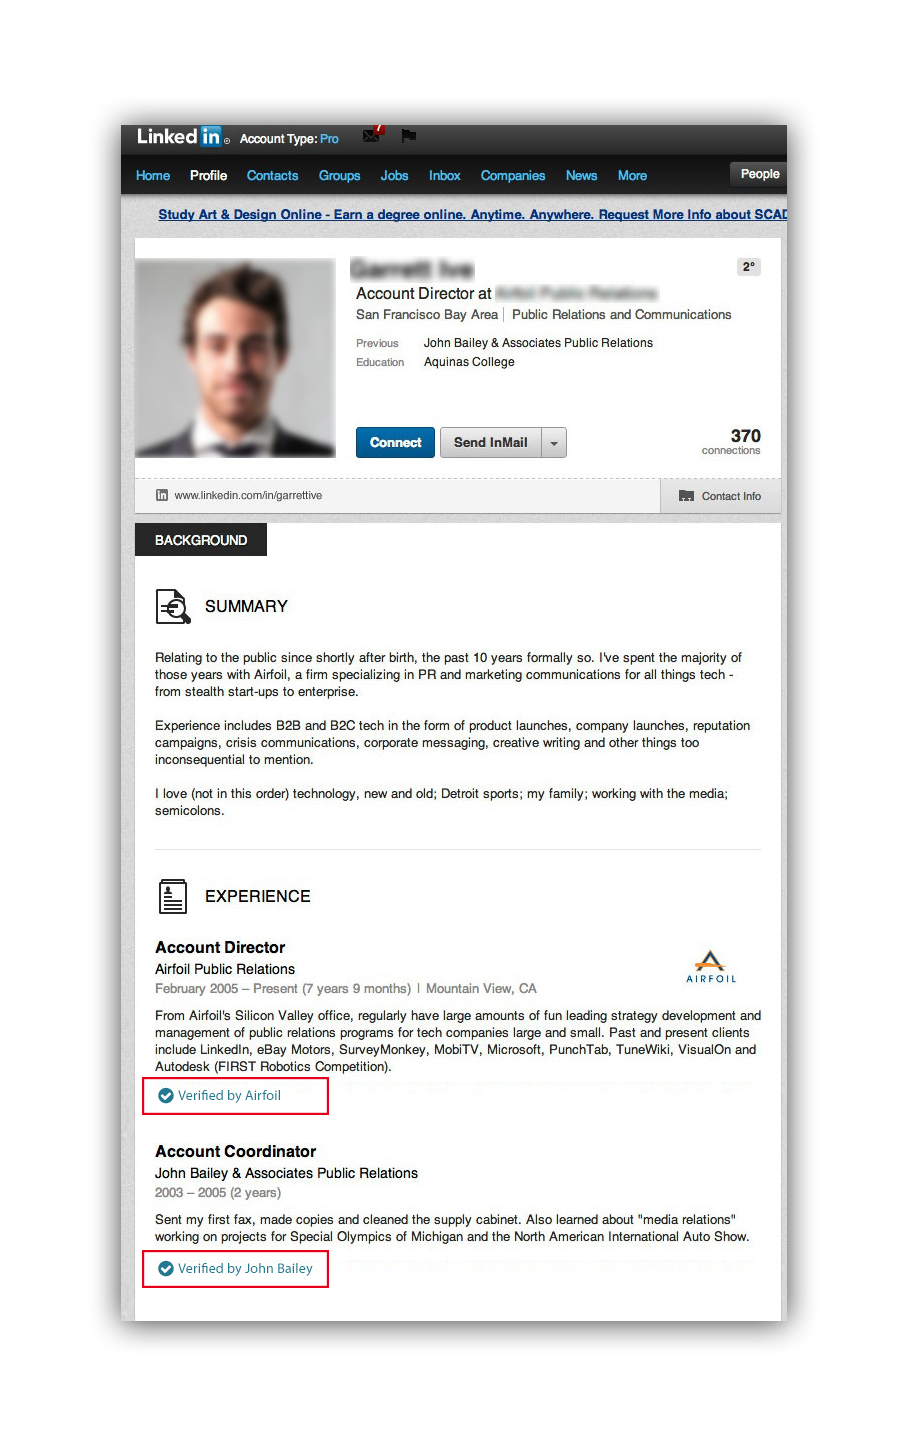 Linked in ® Account Type: Pro 7
Home Profile Contacts Groups Jobs Inbox Companies News More People
Study Art & Design Online - Earn a degree online. Anytime. Anywhere. Request More Info about SCAD
2°
Account Director at
San Francisco Bay Area | Public Relations and Communications
Previous John Bailey & Associates Public Relations
Education Aquinas College
Connect Send InMail 370
connections
in www.linkedin.com/in/garrettive Contact Info
BACKGROUND
SUMMARY
Relating to the public since shortly after birth, the past 10 years formally so. I've spent the majority of
those years with Airfoil, a firm specializing in PR and marketing communications for all things tech -
from stealth start-ups to enterprise.
Experience includes B2B and B2C tech in the form of product launches, company launches, reputation
campaigns, crisis communications, corporate messaging, creative writing and other things too
inconsequential to mention.
I love (not in this order) technology, new and old; Detroit sports; my family; working with the media;
semicolons.
EXPERIENCE
Account Director
Airfoil Public Relations
AIRFOIL
February 2005 – Present (7 years 9 months) | Mountain View, CA
From Airfoil's Silicon Valley office, regularly have large amounts of fun leading strategy development and
management of public relations programs for tech companies large and small. Past and present clients
include LinkedIn, eBay Motors, SurveyMonkey, MobiTV, Microsoft, PunchTab, TuneWiki, VisualOn and
Autodesk (FIRST Robotics Competition).
Verified by Airfoil
Account Coordinator
John Bailey & Associates Public Relations
2003 – 2005 (2 years)
Sent my first fax, made copies and cleaned the supply cabinet. Also learned about "media relations"
working on projects for Special Olympics of Michigan and the North American International Auto Show.
Verified by John Bailey